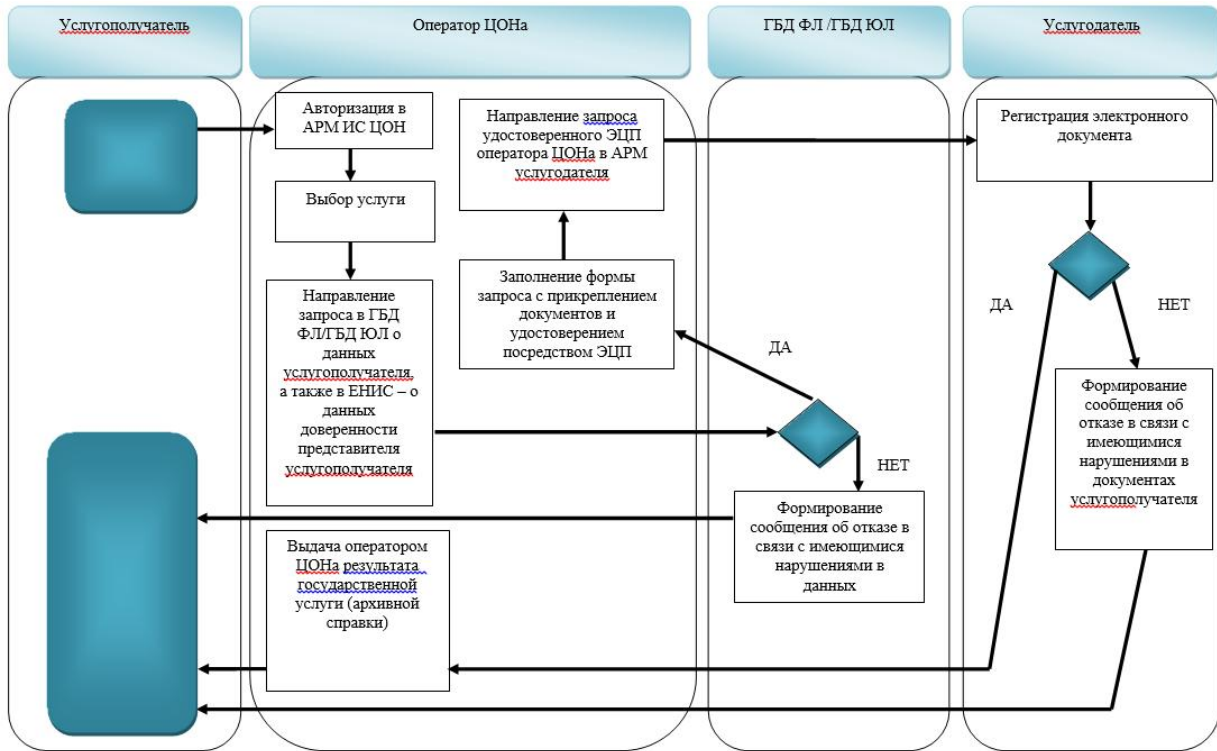 Услугополучатель
Оператор ЦОНа
ГБД ФЛ /ГБД ЮЛ
Услугодатель
Авторизация в
АРМ ИС ЦОН
Выбор услуги
Направление
запроса в ГБД
ФЛ/ГБД ЮЛ о
данных
услугополучателя,
а также в ЕНИС – о
данных
доверенности
представителя
услугополучателя
Направление запроса
удостоверенного ЭЦП
оператора ЦОНа в АРМ
услугодателя
Заполнение формы
запроса с прикреплением
документов и
удостоверением
посредством ЭЦП
ДА
НЕТ
Формирование
сообщения об отказе в
связи с имеющимися
нарушениями в
данных
Регистрация электронного
документа
ДА
НЕТ
Формирование
сообщения об
отказе в связи с
имеющимися
нарушениями в
документах
услугополучателя
Выдача оператором
ЦОНа результата
государственной
услуги (архивной
справки)